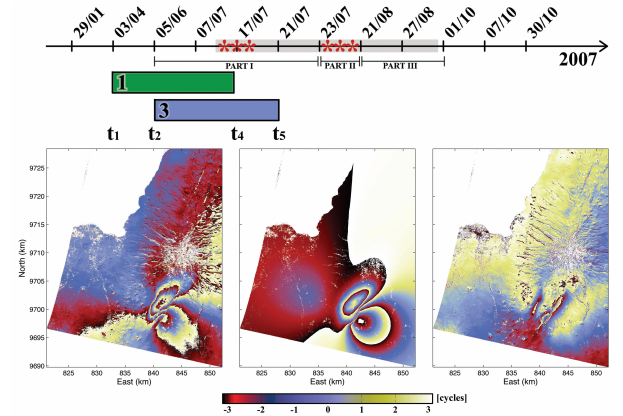 29/01 03/04 05/06 07/07 17/07 21/07 23/07 21/08 27/08 01/10 07/10 30/10
2007
PART I PART II PART III
1
3
t1 t2 t4 t5
North (km)
9725
9720
9715
9710
9705
9700
9695
9690
825 830 835 840 845 850
825 830 835 840 845 850
825 830 835 840 845 850
East (km) East (km) East (km)
[cycles]
-3 -2 -1 0 1 2 3